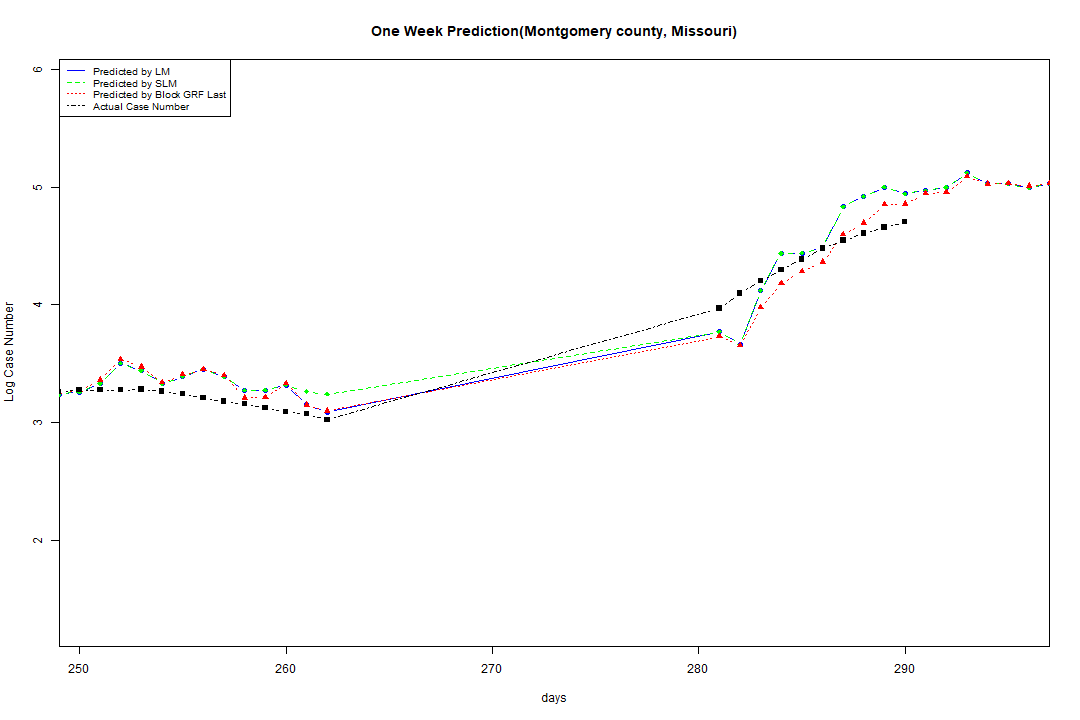 One Week Prediction(Montgomery county, Missouri)
Predicted by LM
Predicted by SLM
Predicted by Block GRF Last
Actual Case Number
6
5
4
3
2
Log Case Number
250 260 270 280 290
days